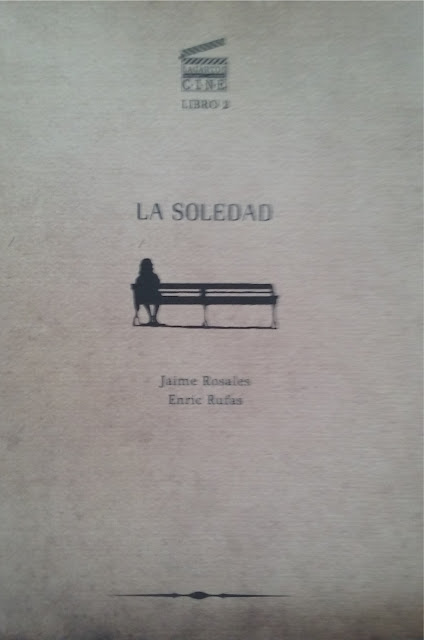 CINE
LIBRO 2
LA SOLEDAD
Jaime Rosales
Enric Rufas